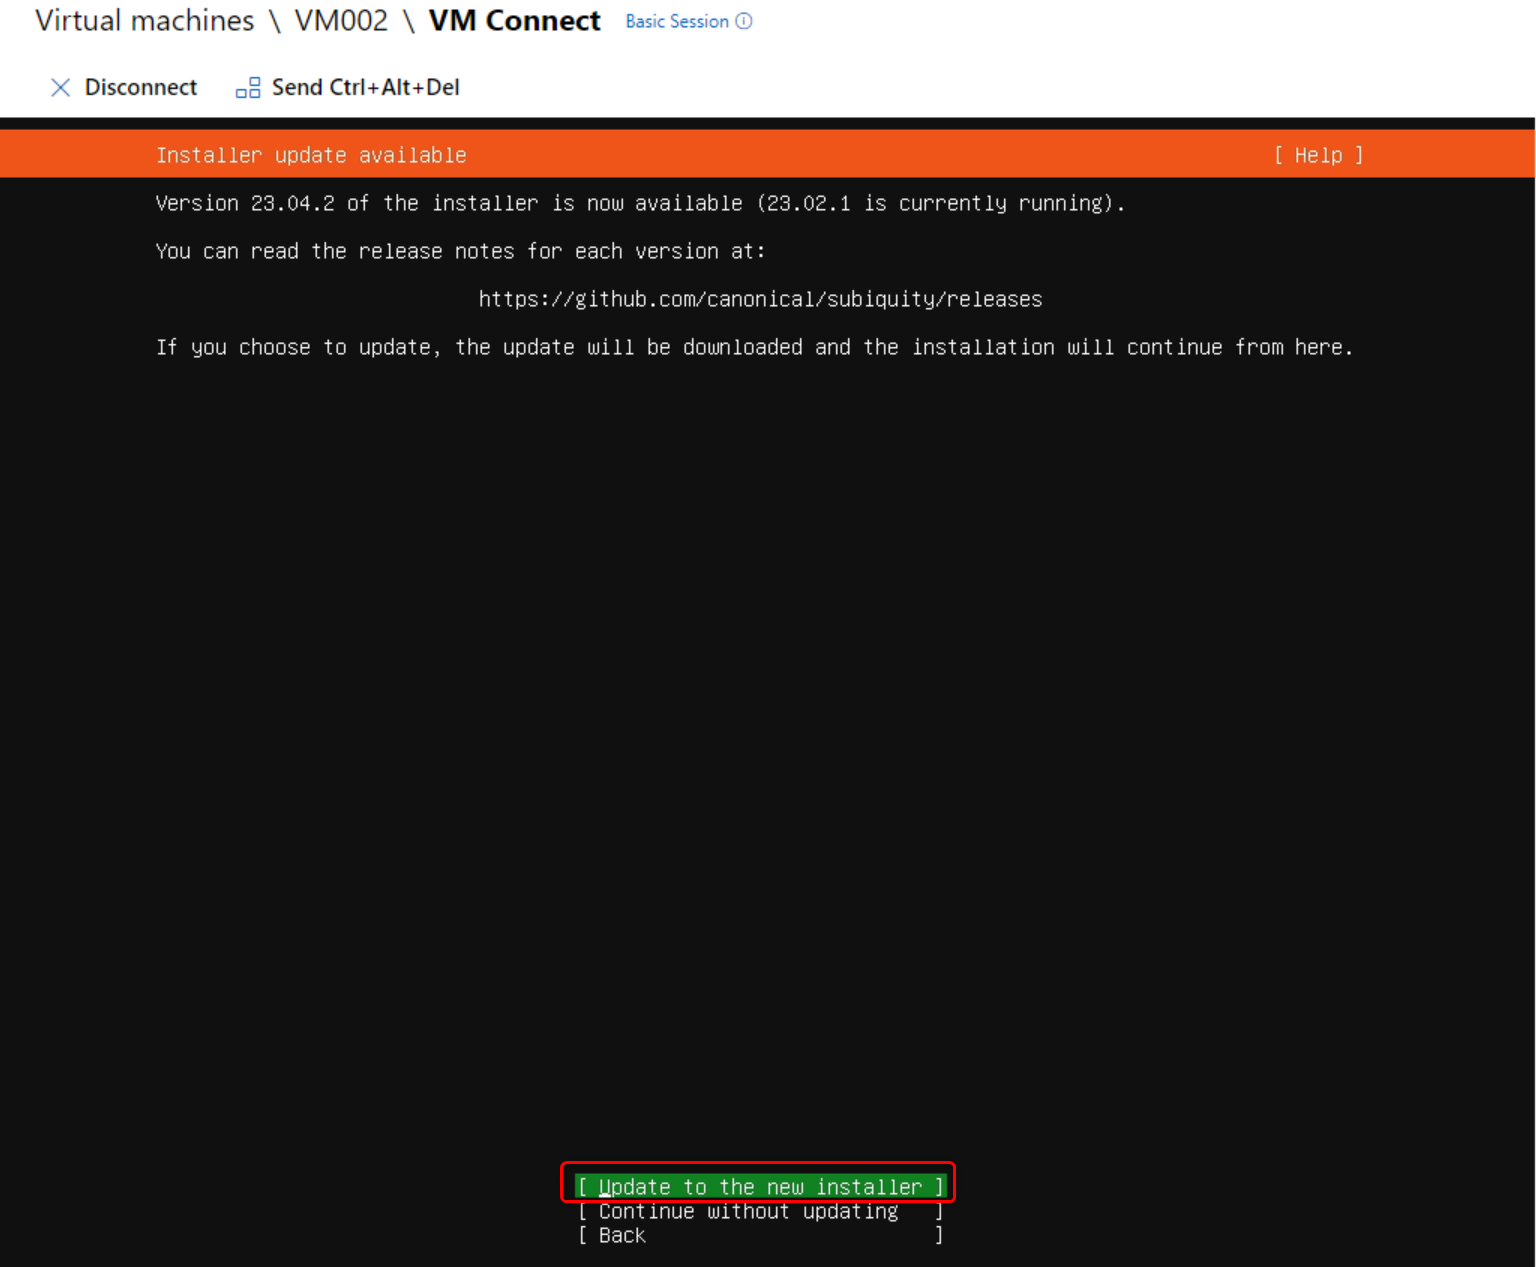 Virtual machines \ VM002 \ VM Connect Basic Session
Disconnect Send Ctrl+Alt+Del
Installer update available [ Help ]
Version 23.04.2 of the installer is now available (23.02.1 is currently running).
You can read the release notes for each version at:
https://github.com/canonical/subiquity/releases
If you choose to update, the update will be downloaded and the installation will continue from here.
[ Update to the new installer ]
[ Continue without updating ]
[ Back ]